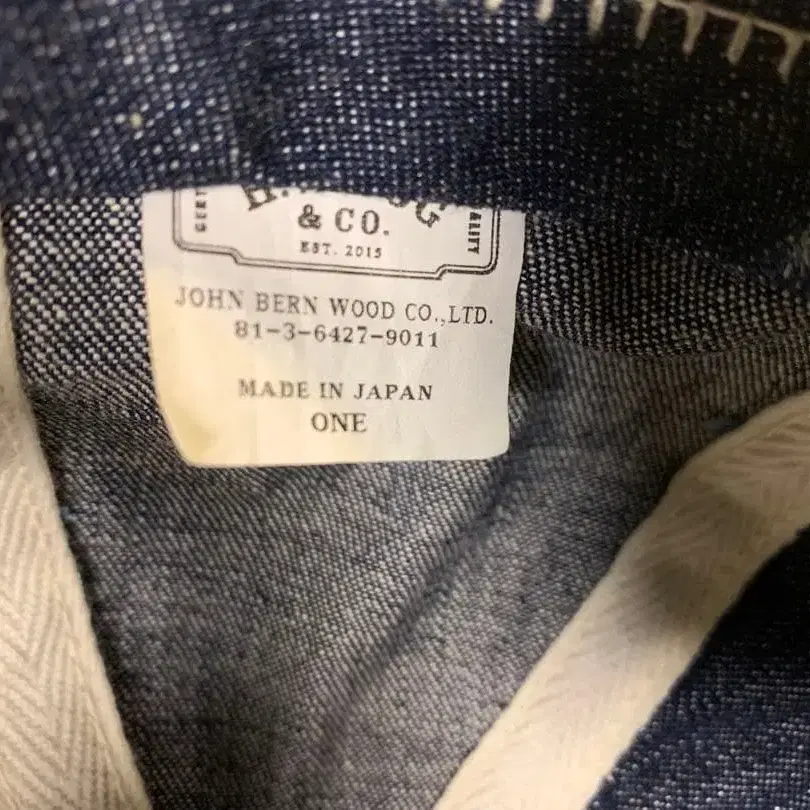 & CO.
EST. 2015
JOHN BERN WOOD CO.,LTD.
81-3-6427-9011
MADE IN JAPAN
ONE